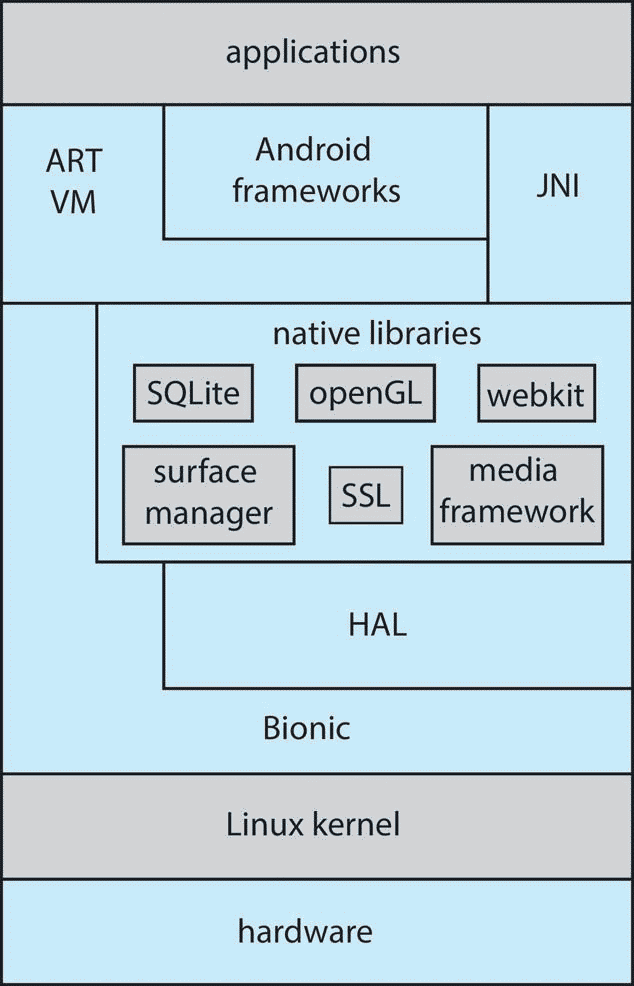 applications
ART
VM
Android
frameworks
JNI
native libraries
SQLite
openGL
webkit
surface
manager
SSL
media
framework
HAL
Bionic
Linux kernel
hardware